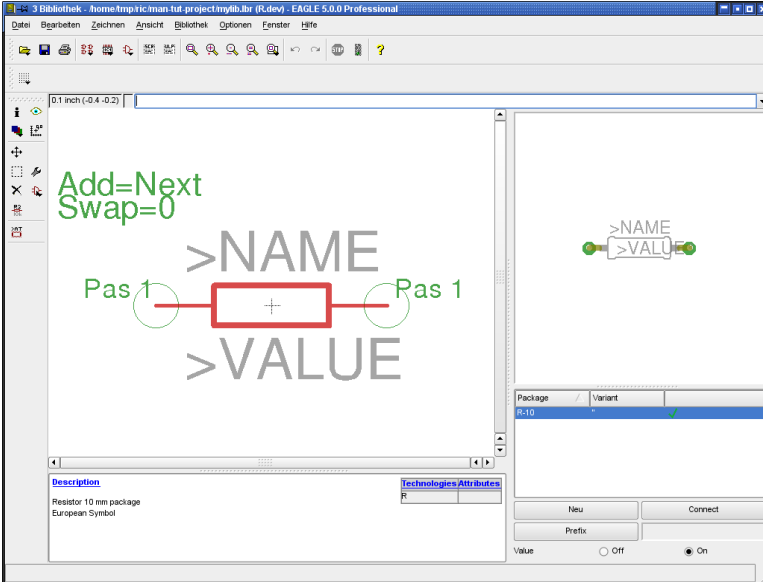 3 Bibliothek - /home/tmp/ric/man-tut-project/mylib.lbr (R.dev) - EAGLE 5.0.0 Professional
Datei Bearbeiten Zeichnen Ansicht Bibliothek Optionen Fenster Hilfe
0.1 inch (-0.4 -0.2)
Add=Next
Swap=0
>NAME
Pas 1 Pas 1
>VALUE
>NAME
>VALUE
Package Variant
R-10 ''
Description
Resistor 10 mm package
European Symbol
Technologies Attributes
R
Neu Connect
Prefix
Value Off On